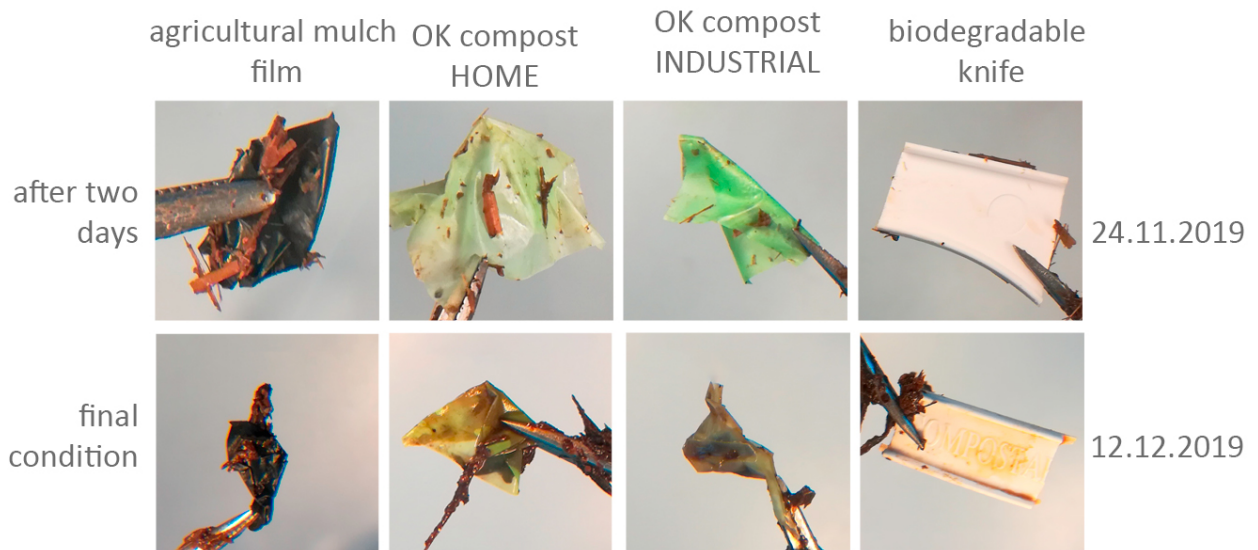 agricultural mulch
film
OK compost
HOME
OK compost
INDUSTRIAL
biodegradable
knife
after two
days
24.11.2019
final
condition
OMPOSTA
12.12.2019